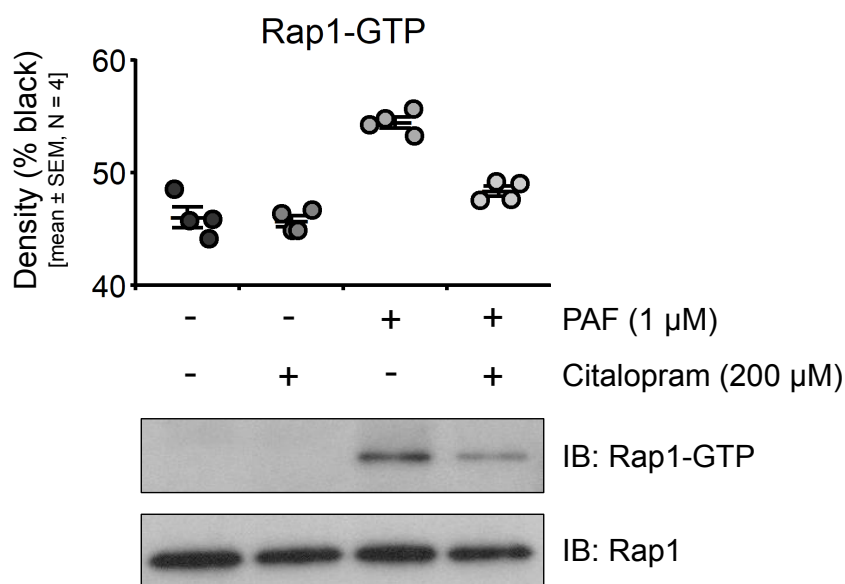 Rap1-GTP
Density (% black)
[mean ± SEM, N = 4]
60
50
40
- - + + PAF (1 µM)
- + - + Citalopram (200 µM)
IB: Rap1-GTP
IB: Rap1